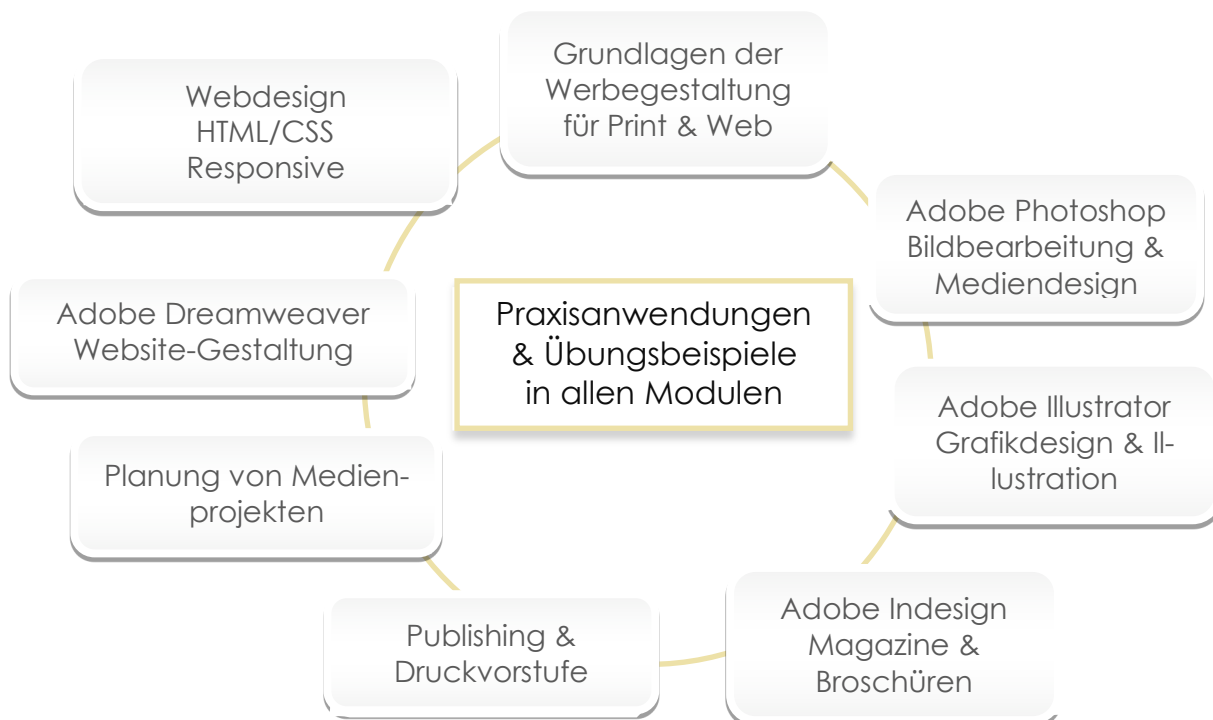 Grundlagen der
Werbegestaltung
für Print & Web
Adobe Photoshop
Bildbearbeitung &
Mediendesign
Adobe Illustrator
Grafikdesign & Il-
lustration
Adobe Indesign
Magazine &
Broschüren
Publishing &
Druckvorstufe
Planung von Medien-
projekten
Adobe Dreamweaver
Website-Gestaltung
Webdesign
HTML/CSS
Responsive
Praxisanwendungen
& Übungsbeispiele
in allen Modulen